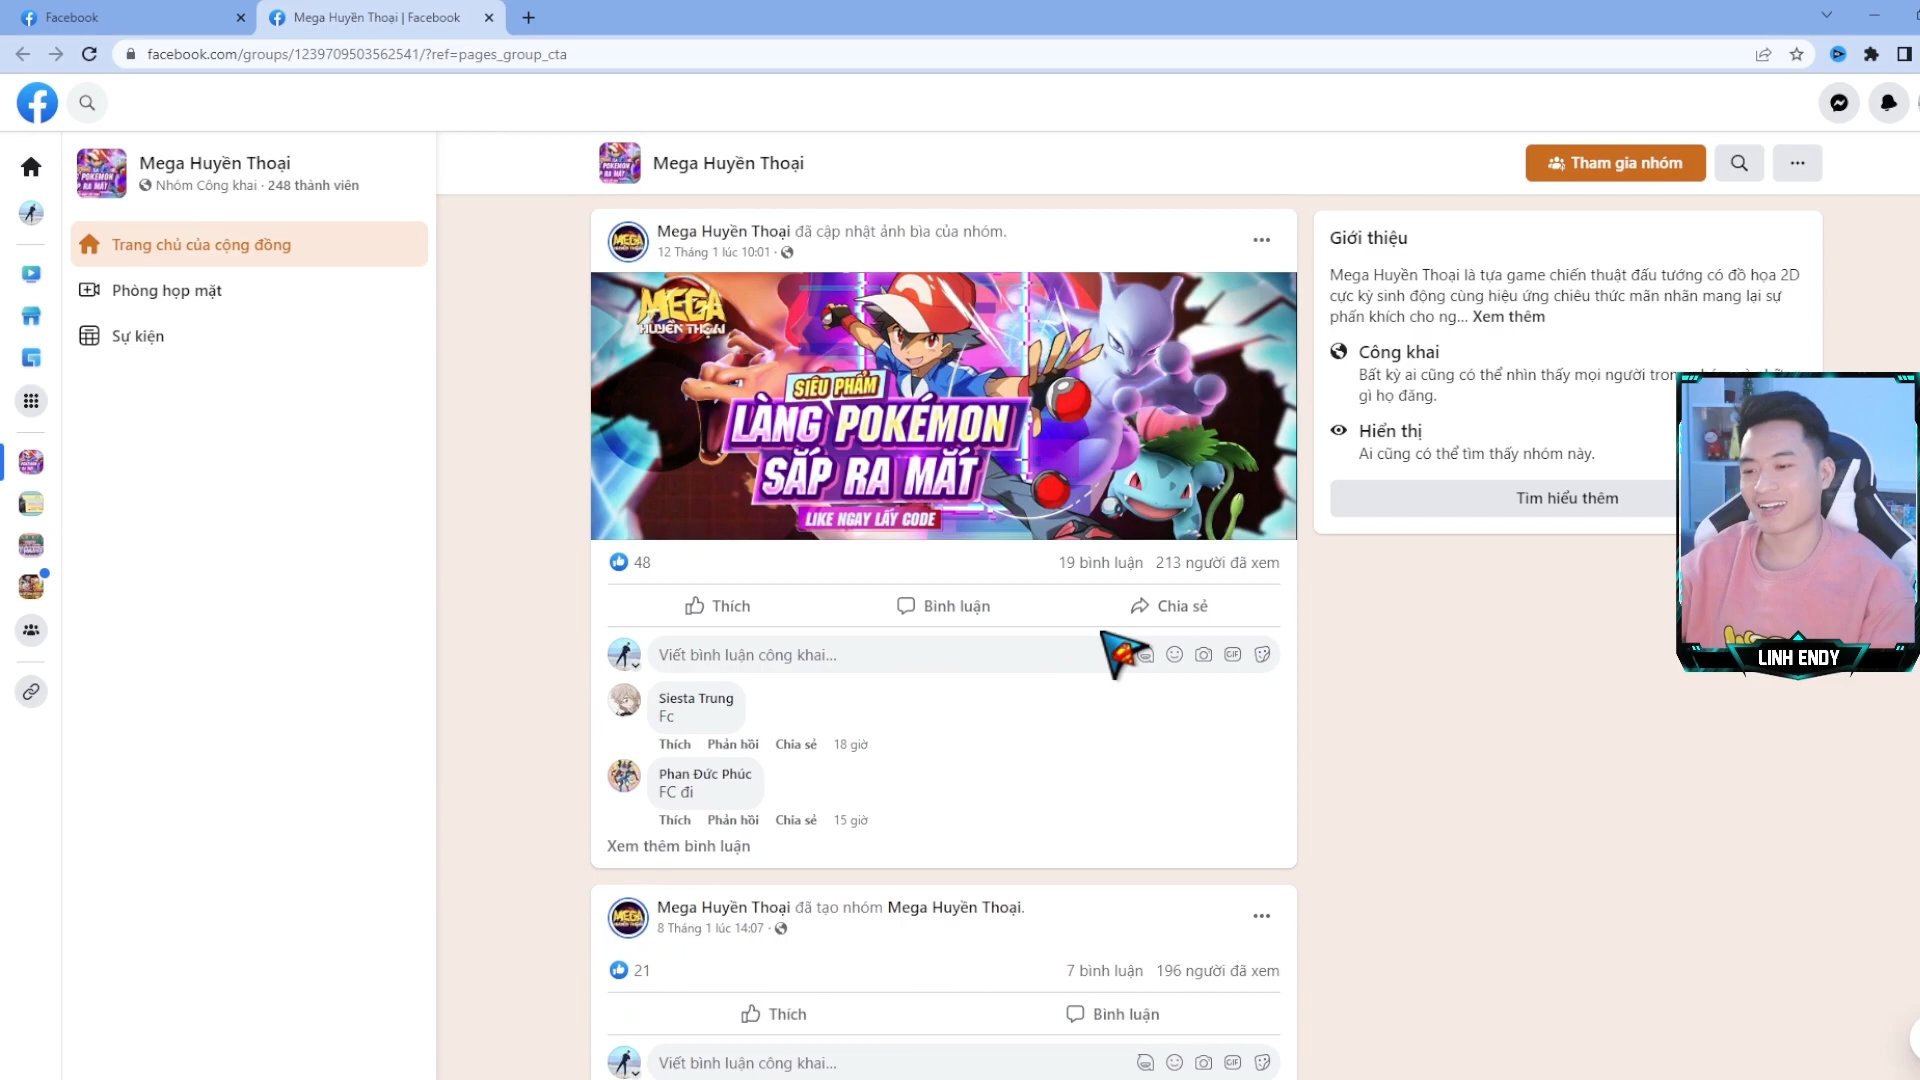 Facebook
Mega Huyền Thoại | Facebook
facebook.com/groups/1239709503562541/?ref=pages_group_cta
Mega Huyền Thoại
Nhóm Công khai · 248 thành viên
Trang chủ của cộng đồng
Phòng họp mặt
Sự kiện
Mega Huyền Thoại
Tham gia nhóm
Mega Huyền Thoại đã cập nhật ảnh bìa của nhóm.
12 Tháng 1 lúc 10:01 ·
MEGA
HUYỀN THOẠI
SIÊU PHẨM
LÀNG POKÉMON
SẮP RA MẮT
LIKE NGAY LẤY CODE
48
19 bình luận 213 người đã xem
Thích
Bình luận
Chia sẻ
Viết bình luận công khai...
Siesta Trung
Fc
Thích Phản hồi Chia sẻ 18 giờ
Phan Đức Phúc
FC đi
Thích Phản hồi Chia sẻ 15 giờ
Xem thêm bình luận
Mega Huyền Thoại đã tạo nhóm Mega Huyền Thoại.
8 Tháng 1 lúc 14:07 ·
21
7 bình luận 196 người đã xem
Thích
Bình luận
Viết bình luận công khai...
Giới thiệu
Mega Huyền Thoại là tựa game chiến thuật đấu tướng có đồ họa 2D
cực kỳ sinh động cùng hiệu ứng chiêu thức mãn nhãn mang lại sự
phấn khích cho ng... Xem thêm
Công khai
Bất kỳ ai cũng có thể nhìn thấy mọi người
gì họ đăng.
Hiển thị
Ai cũng có thể tìm thấy nhóm này.
Tìm hiểu thêm
LINH ENDY